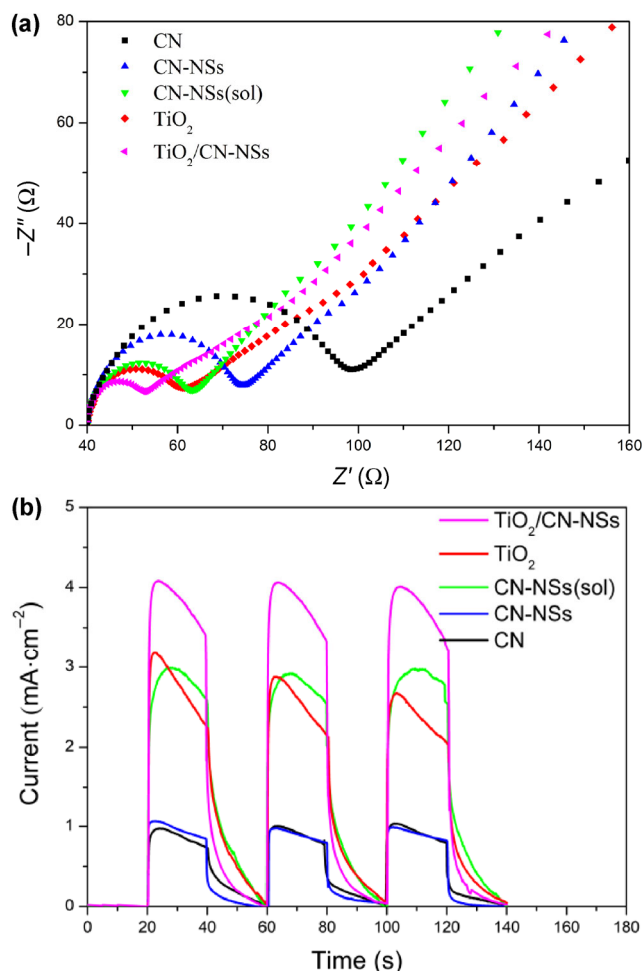 (a)
CN
CN-NSs
CN-NSs(sol)
TiO₂
TiO₂/CN-NSs
−Z″ (Ω)
80
60
40
20
0
40 60 80 100 120 140 160
Z′ (Ω)
(b)
TiO₂/CN-NSs
TiO₂
CN-NSs(sol)
CN-NSs
CN
Current (mA·cm⁻²)
5
4
3
2
1
0
0 20 40 60 80 100 120 140 160 180
Time (s)